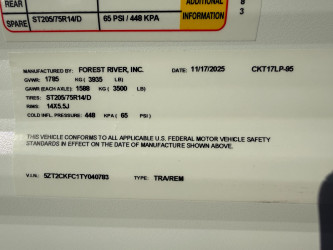 ADDITIONAL
8
REAR
3
SPARE ST205/75R14/D 65 PSI / 448 KPA INFORMATION
MANUFACTURED BY: FOREST RIVER, INC. DATE: 11/17/2025 CKT17LP-95
GVWR: 1785 KG ( 3935 LB)
GAWR (EACH AXLE): 1588 KG ( 3500 LB)
TIRES: ST205/75R14/D
RIMS: 14X5.5J
COLD INFL. PRESSURE: 448 KPA ( 65 PSI)
THIS VEHICLE CONFORMS TO ALL APPLICABLE U.S. FEDERAL MOTOR VEHICLE SAFETY
STANDARDS IN EFFECT ON THE DATE OF MANUFACTURE SHOWN ABOVE.
V.I.N.: 5ZT2CKFC1TY040783 TYPE: TRA/REM